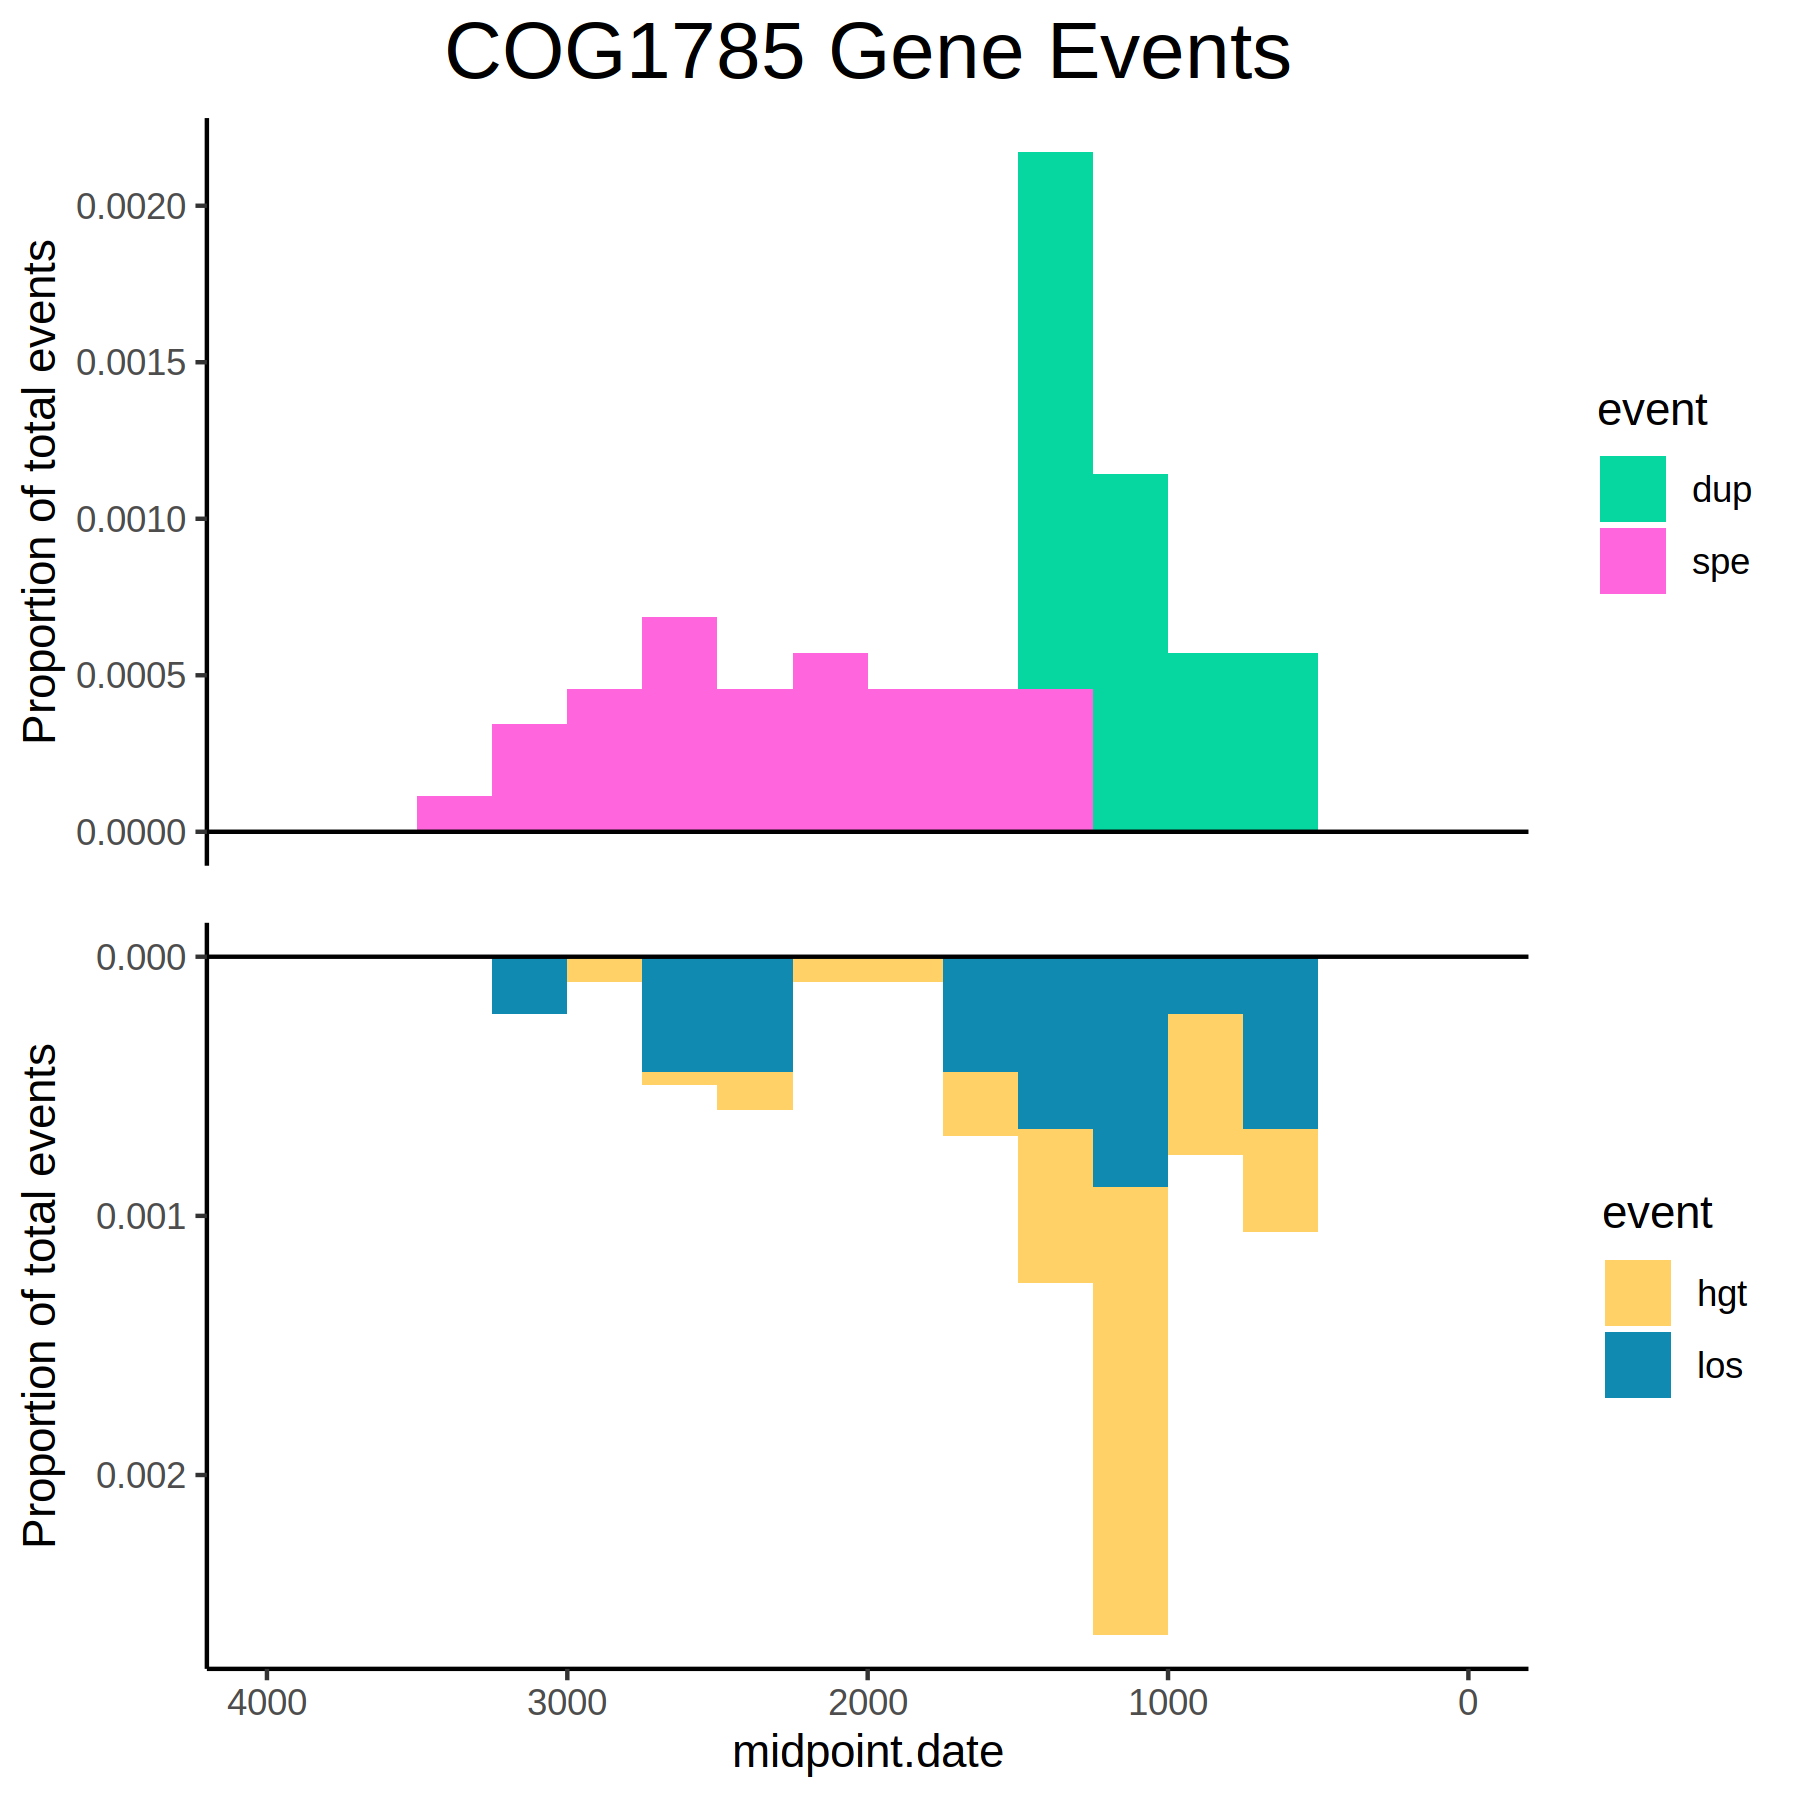 COG1785 Gene Events
Proportion of total events
0.0020
0.0015
0.0010
0.0005
0.0000
event
dup
spe
Proportion of total events
0.000
0.001
0.002
event
hgt
los
4000 3000 2000 1000 0
midpoint.date